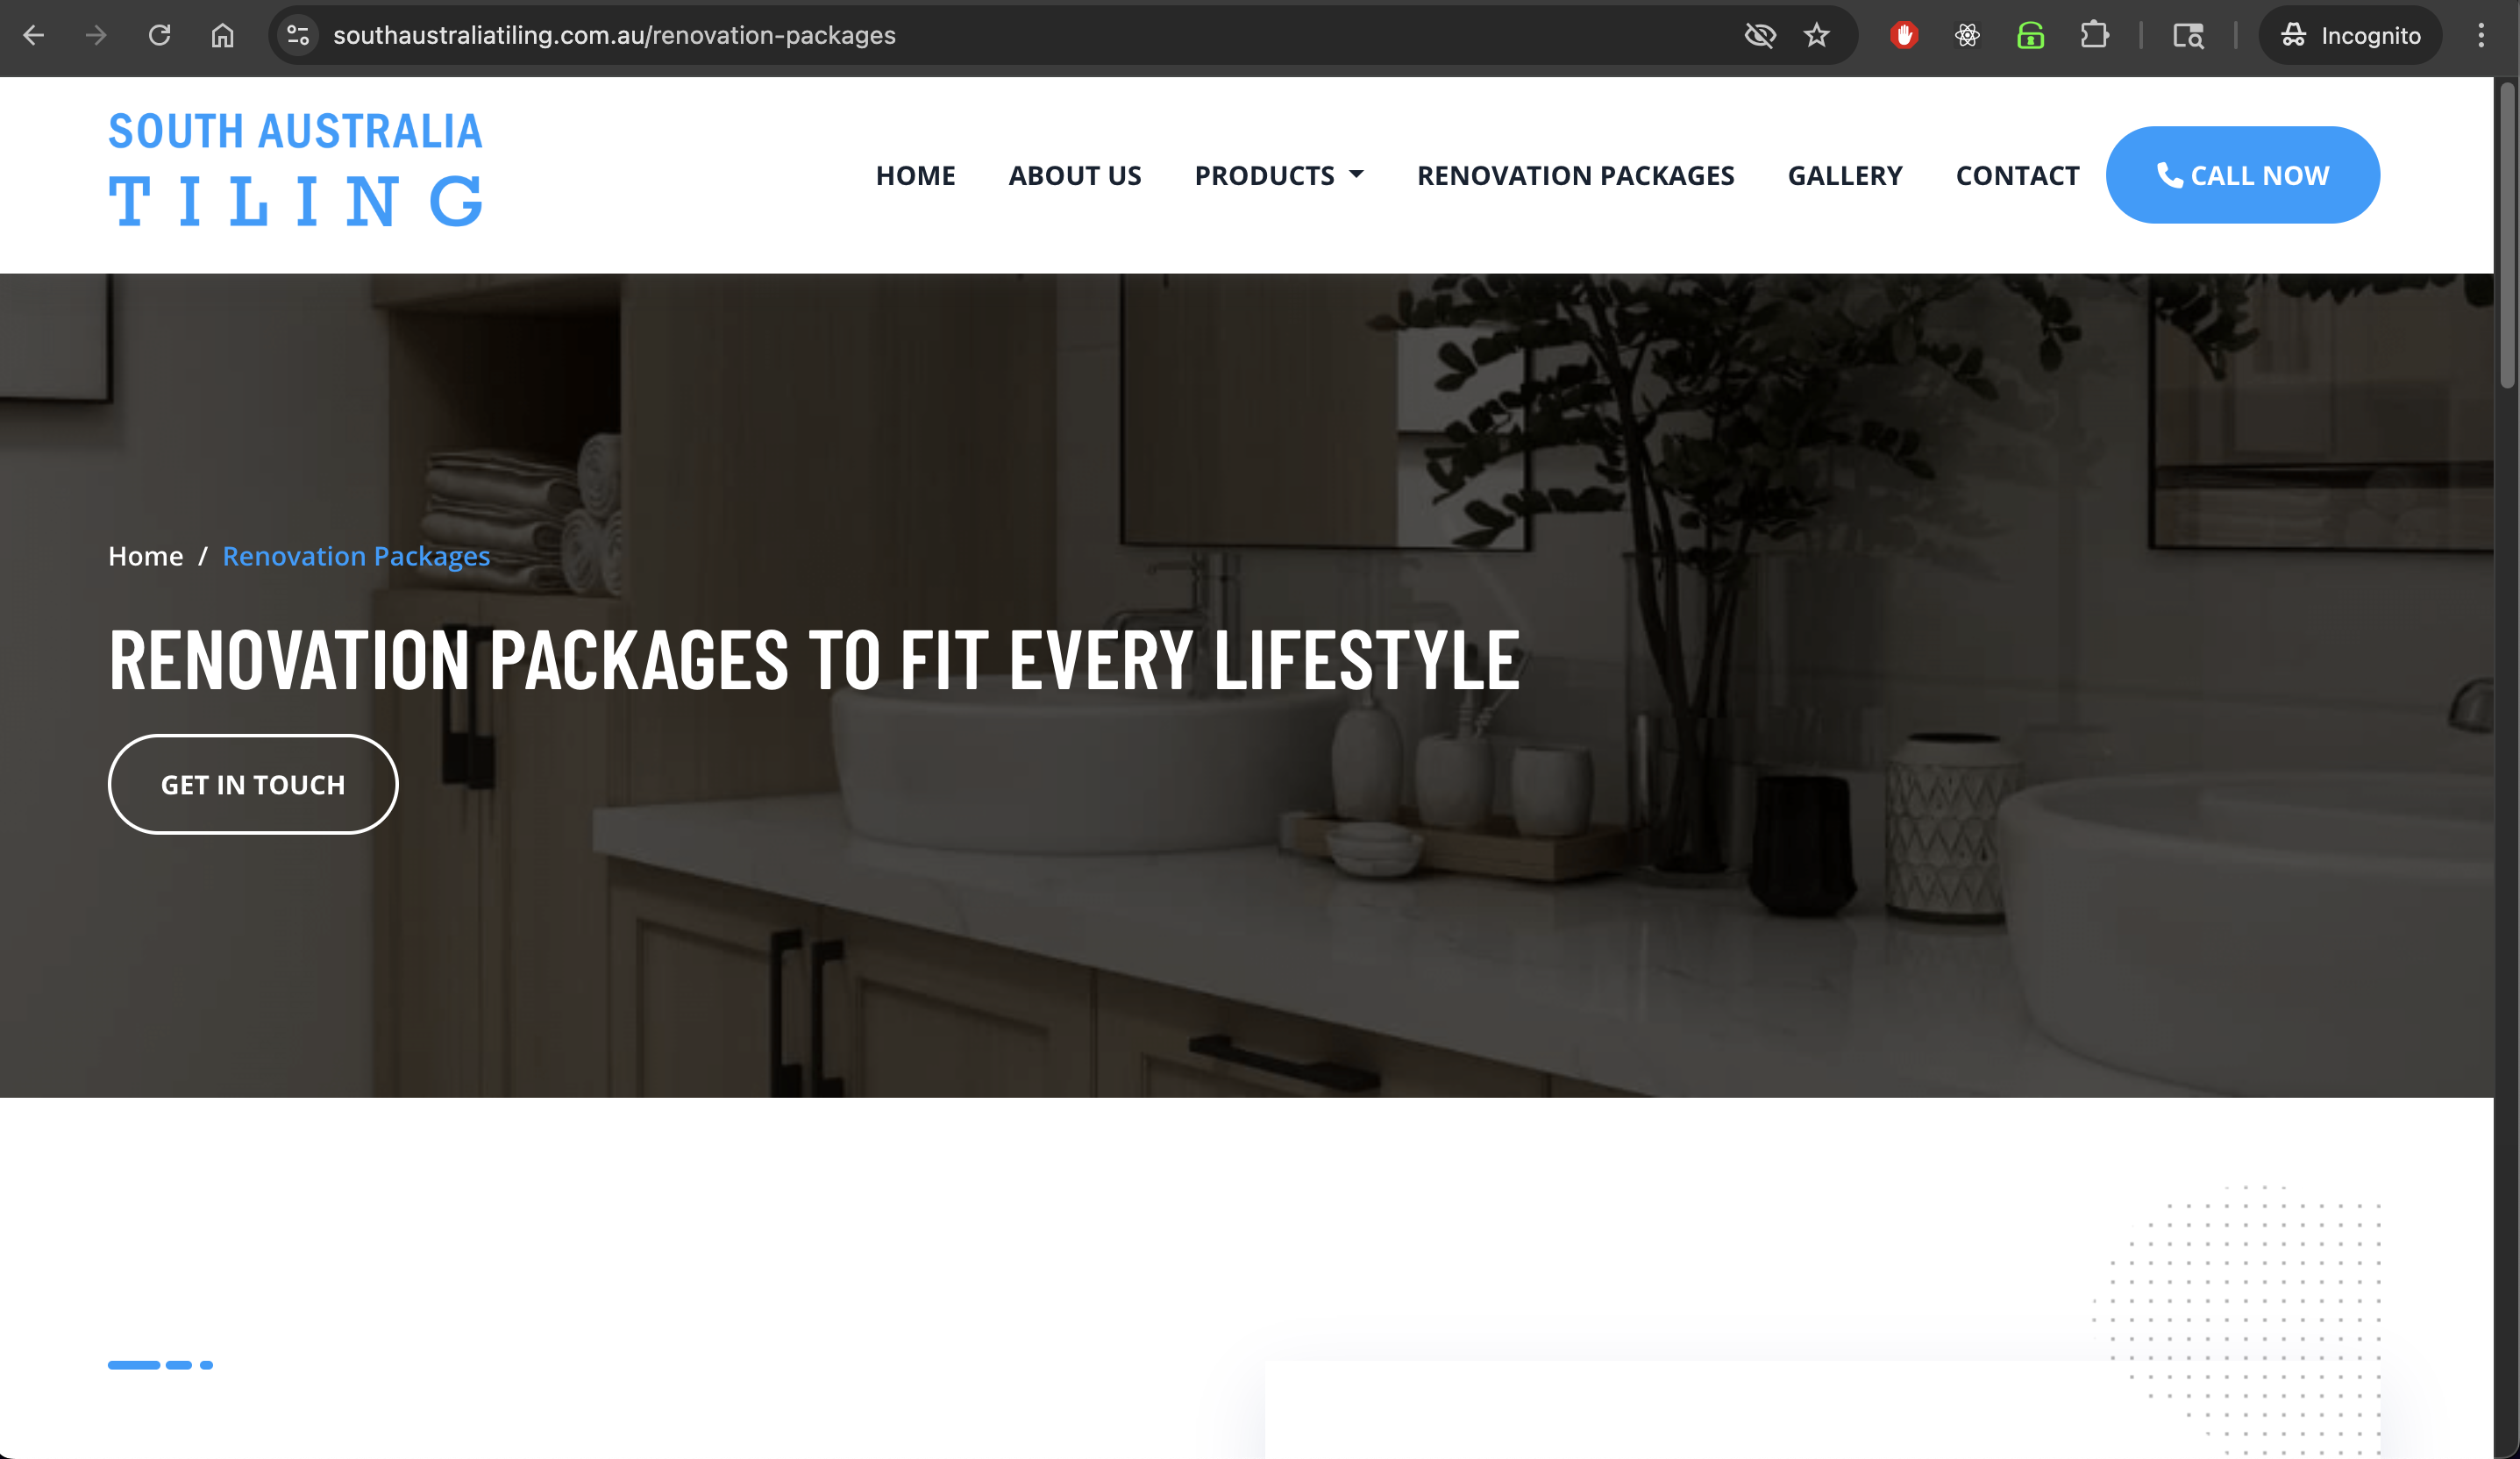 southaustraliatiling.com.au/renovation-packages
Incognito
SOUTH AUSTRALIA
TILING
HOME
ABOUT US
PRODUCTS
RENOVATION PACKAGES
GALLERY
CONTACT
CALL NOW
Home / Renovation Packages
RENOVATION PACKAGES TO FIT EVERY LIFESTYLE
GET IN TOUCH